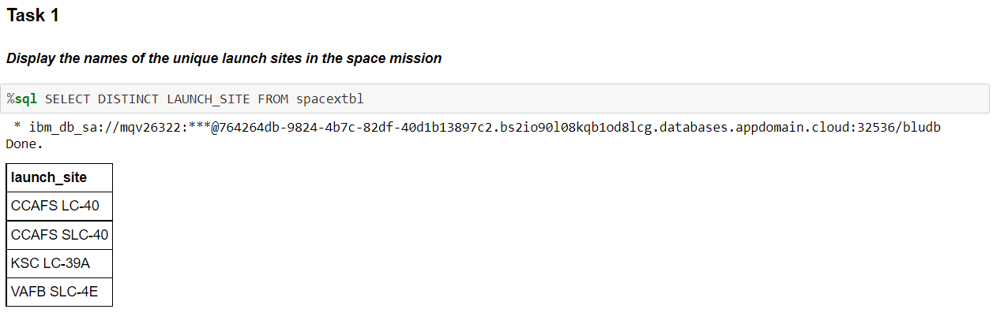 Task 1
Display the names of the unique launch sites in the space mission
%sql SELECT DISTINCT LAUNCH_SITE FROM spacextbl
* ibm_db_sa://mqv26322:***@764264db-9824-4b7c-82df-40d1b13897c2.bs2io90l08kqb1od8lcg.databases.appdomain.cloud:32536/bludb
Done.
launch_site
CCAFS LC-40
CCAFS SLC-40
KSC LC-39A
VAFB SLC-4E